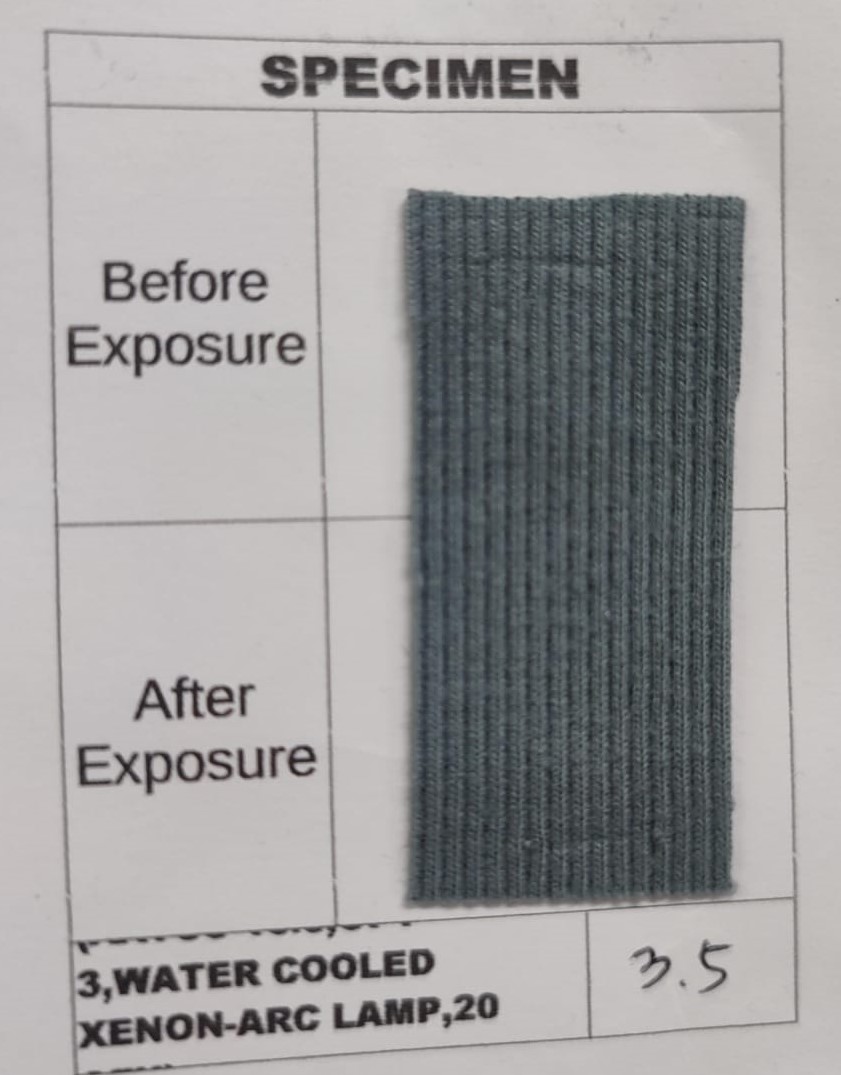 SPECIMEN
Before
Exposure
After
Exposure
3,WATER COOLED
XENON-ARC LAMP,20
3.5